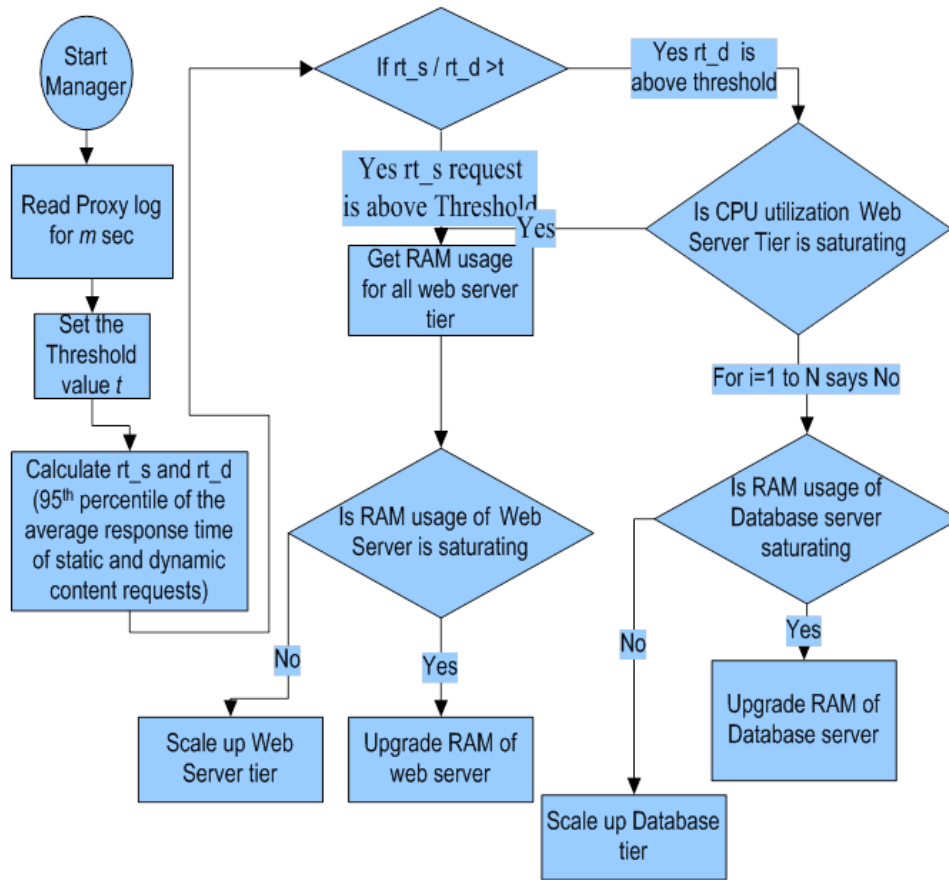 Start
Manager
Read Proxy log
for m sec
Set the
Threshold
value t
Calculate rt_s and rt_d
(95th percentile of the
average response time
of static and dynamic
content requests)
If rt_s / rt_d >t
Yes rt_d is
above threshold
Yes rt_s request
is above Threshold
Yes
Is CPU utilization Web
Server Tier is saturating
Get RAM usage
for all web server
tier
For i=1 to N says No
Is RAM usage of Web
Server is saturating
Is RAM usage of
Database server
saturating
No
Yes
No
Yes
Scale up Web
Server tier
Upgrade RAM of
web server
Upgrade RAM of
Database server
Scale up Database
tier